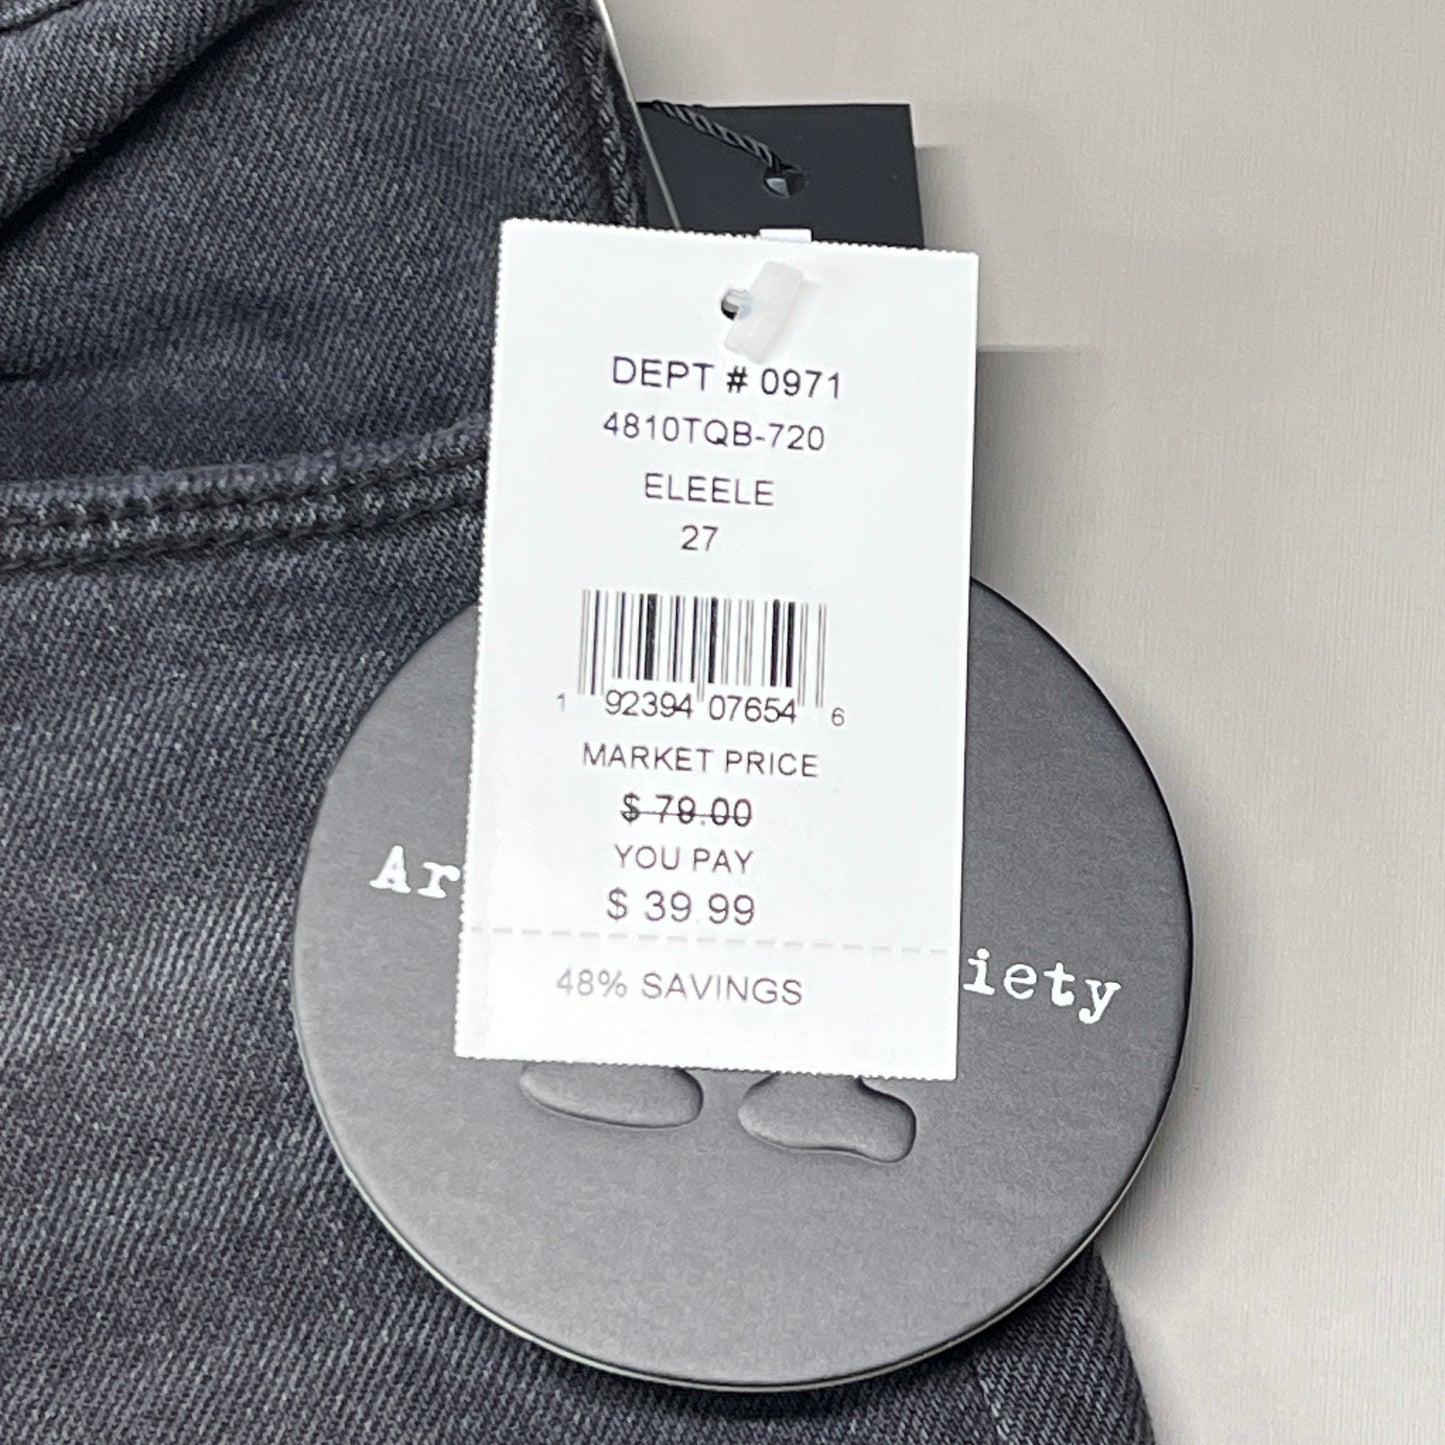 DEPT # 0971
4810TQB-720
ELEELE
27
1 92394 07654 6
MARKET PRICE
$ 79.00
YOU PAY
$ 39.99
48% SAVINGS
Ar
iety